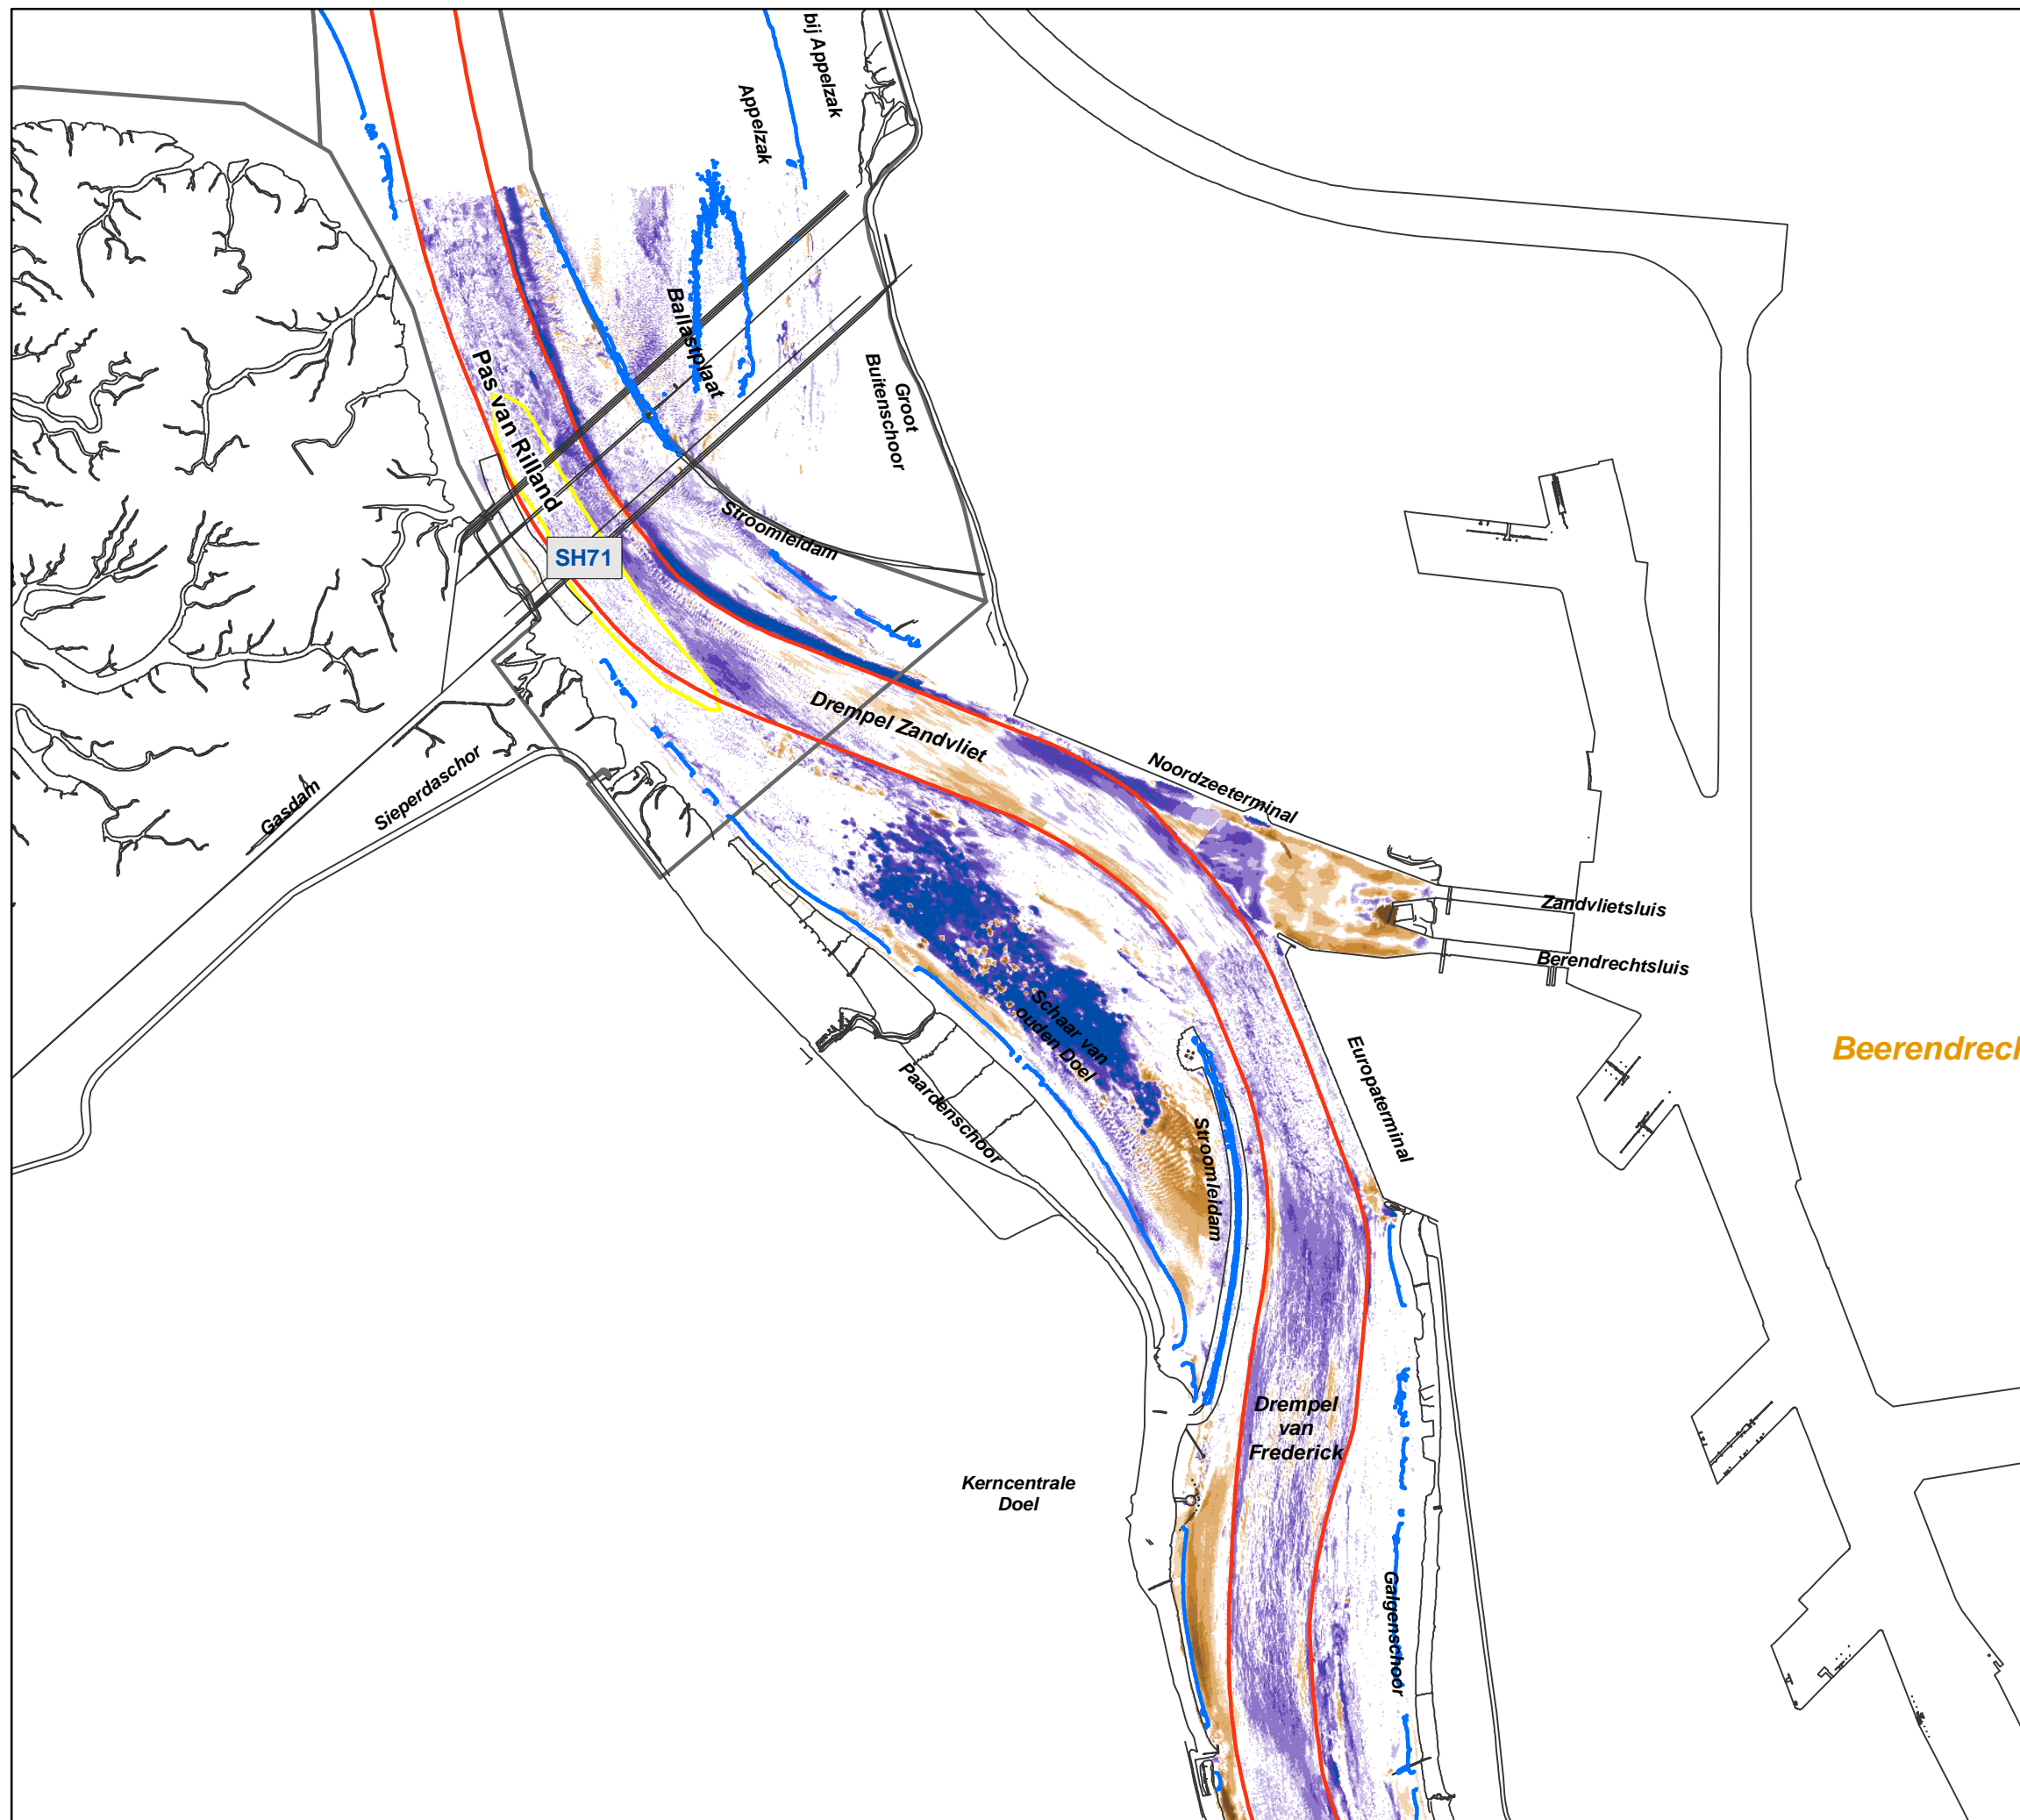 bij Appelzak
Appelzak
Ballastplaat
Groot
Buitenschoor
Pas van Rilland
Stroomleidam
SH71
Drempel Zandvliet
Noordzeeterminal
Gasdam
Sieperdaschor
Zandvlietsluis
Berendrechtsluis
Schaar van
ouden Doel
Europaterminal
Beerendrech
Paardenschoor
Stroomleidam
Drempel
van
Frederick
Kerncentrale
Doel
Galgenschoor